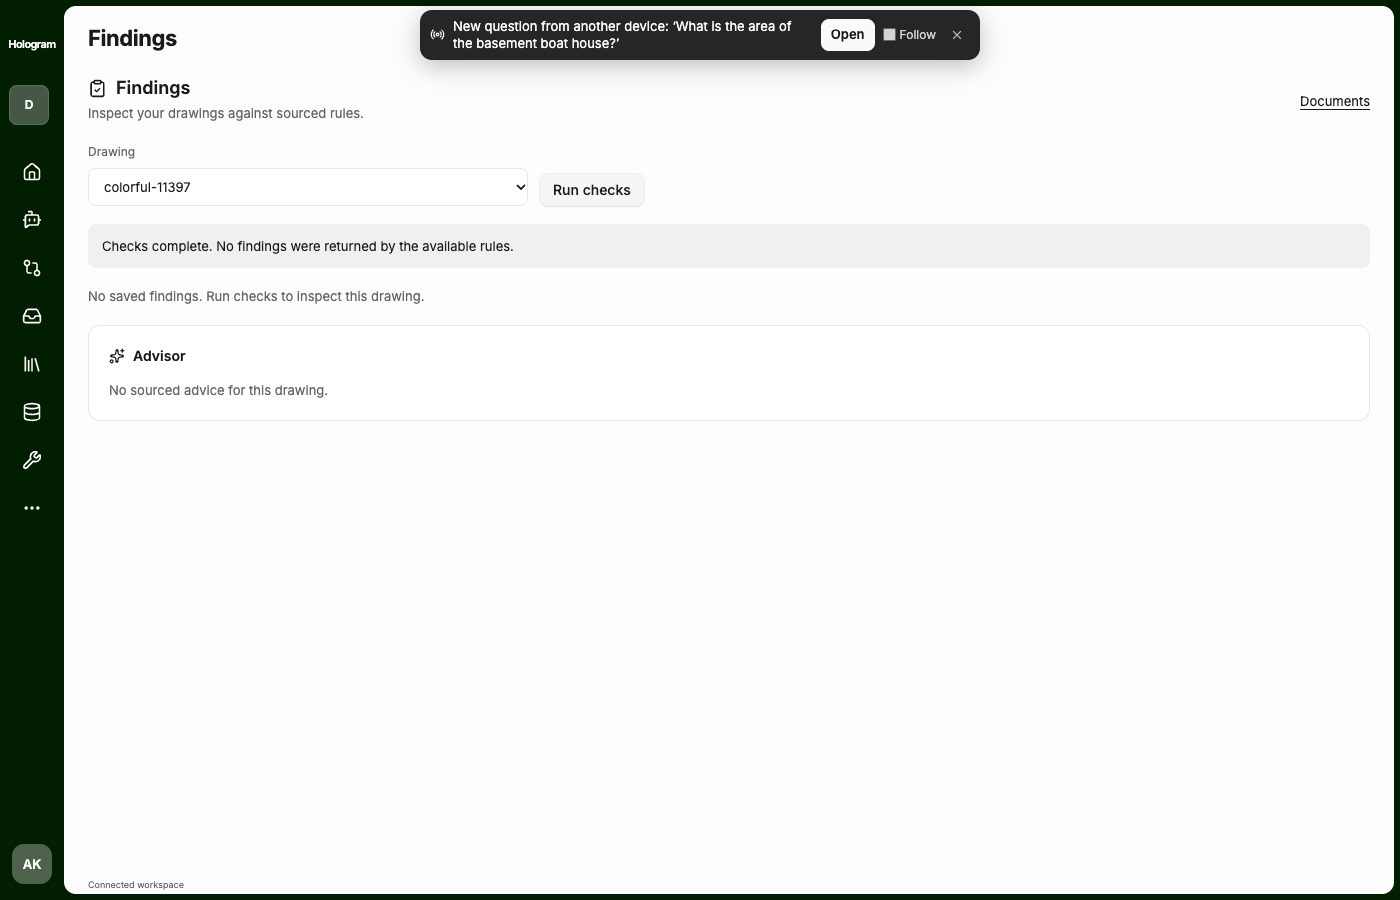 Hologram
D
AK
Findings
New question from another device: ‘What is the area of
the basement boat house?’
Open
Follow
Findings
Inspect your drawings against sourced rules.
Documents
Drawing
colorful-11397
Run checks
Checks complete. No findings were returned by the available rules.
No saved findings. Run checks to inspect this drawing.
Advisor
No sourced advice for this drawing.
Connected workspace